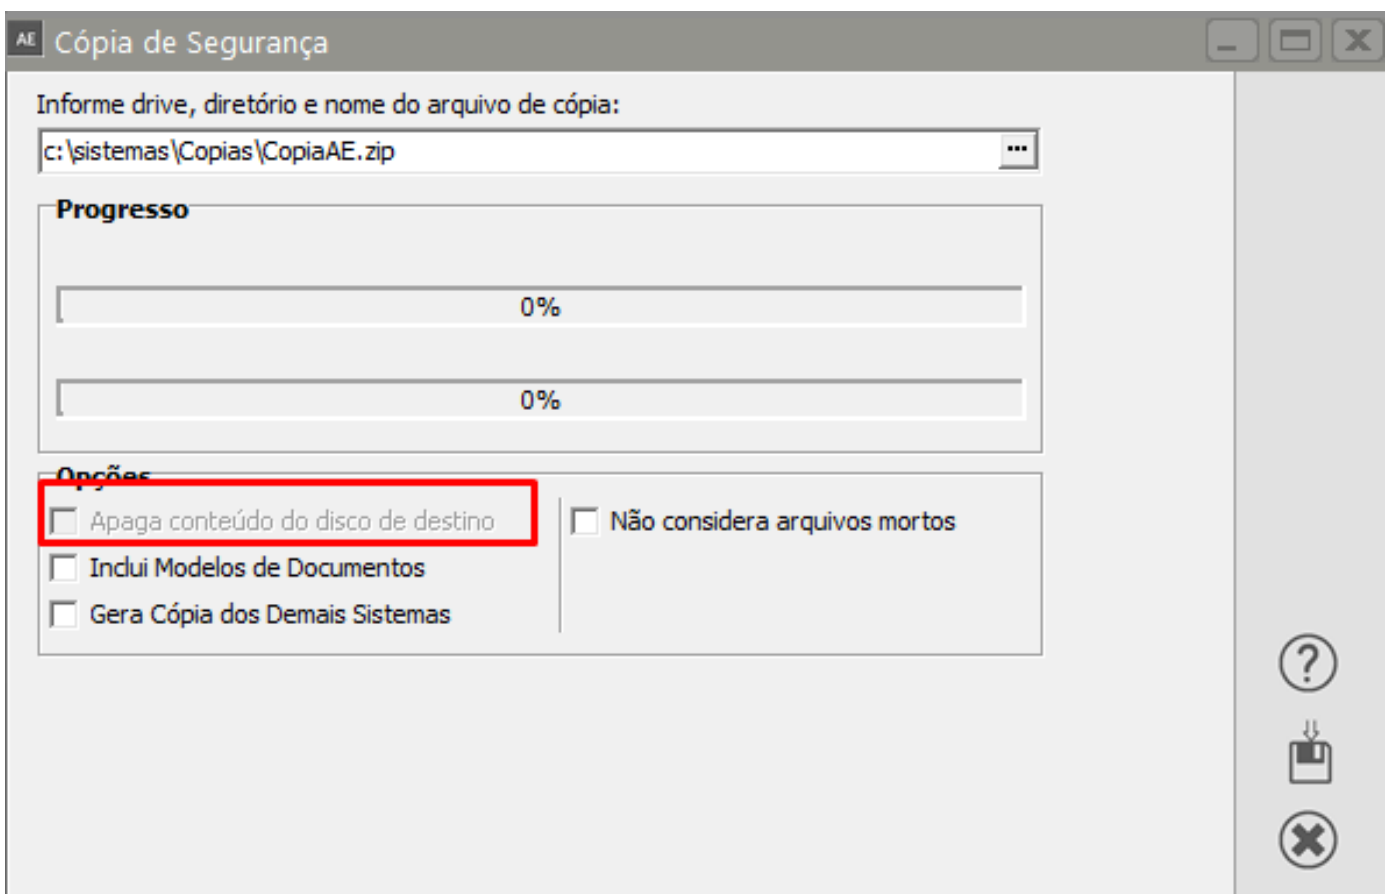 AE Cópia de Segurança
Informe drive, diretório e nome do arquivo de cópia:
c:\sistemas\Copias\CopiaAE.zip ...
Progresso
0%
0%
Opções
Apaga conteúdo do disco de destino
Não considera arquivos mortos
Inclui Modelos de Documentos
Gera Cópia dos Demais Sistemas